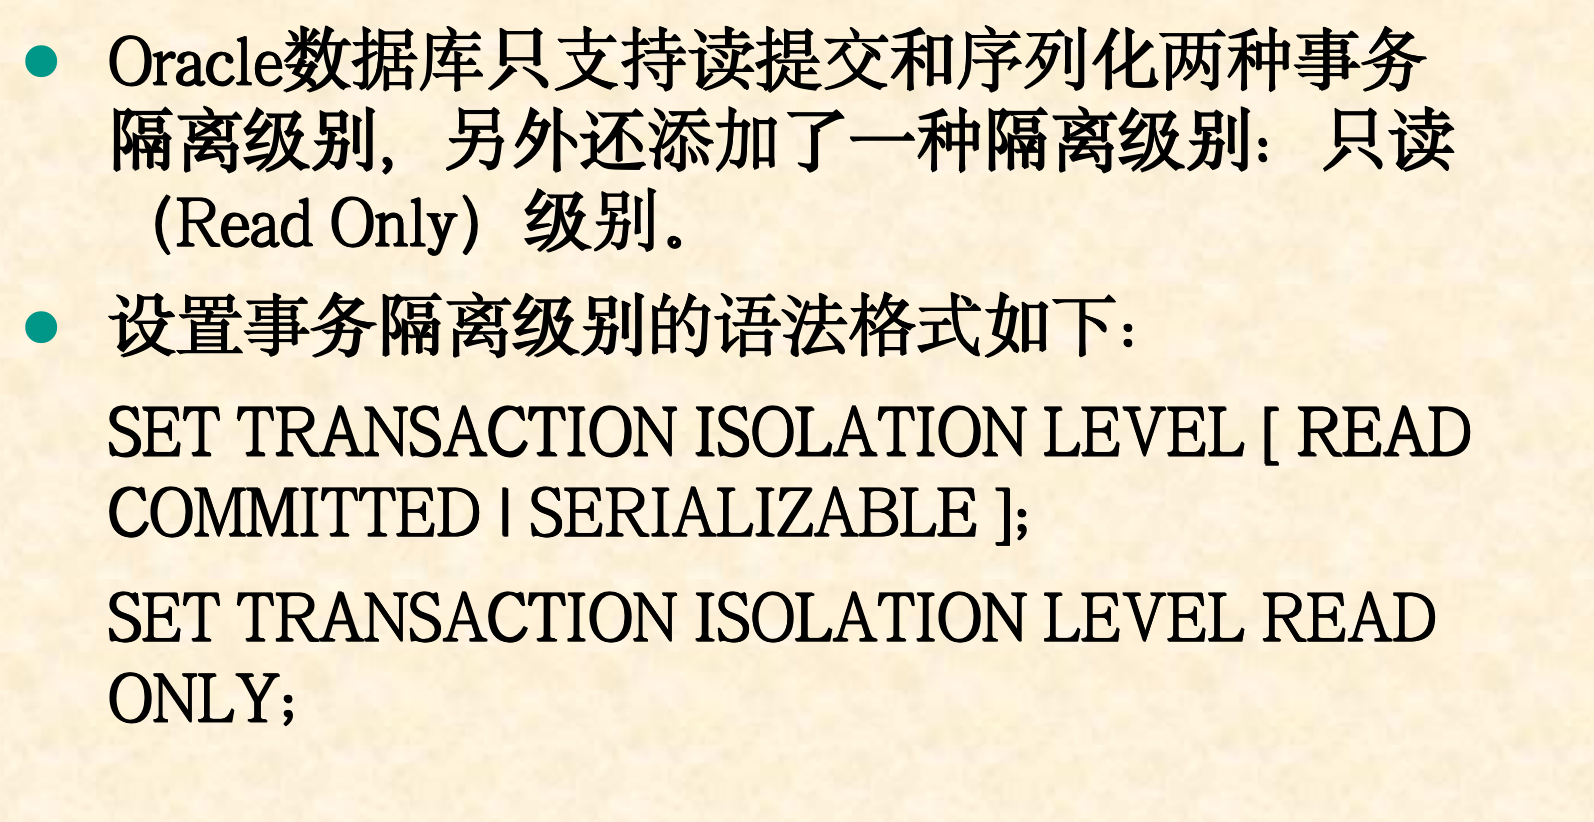 ● Oracle数据库只支持读提交和序列化两种事务
隔离级别，另外还添加了一种隔离级别：只读
（Read Only）级别。
● 设置事务隔离级别的语法格式如下：
SET TRANSACTION ISOLATION LEVEL [ READ
COMMITTED | SERIALIZABLE ];
SET TRANSACTION ISOLATION LEVEL READ
ONLY;